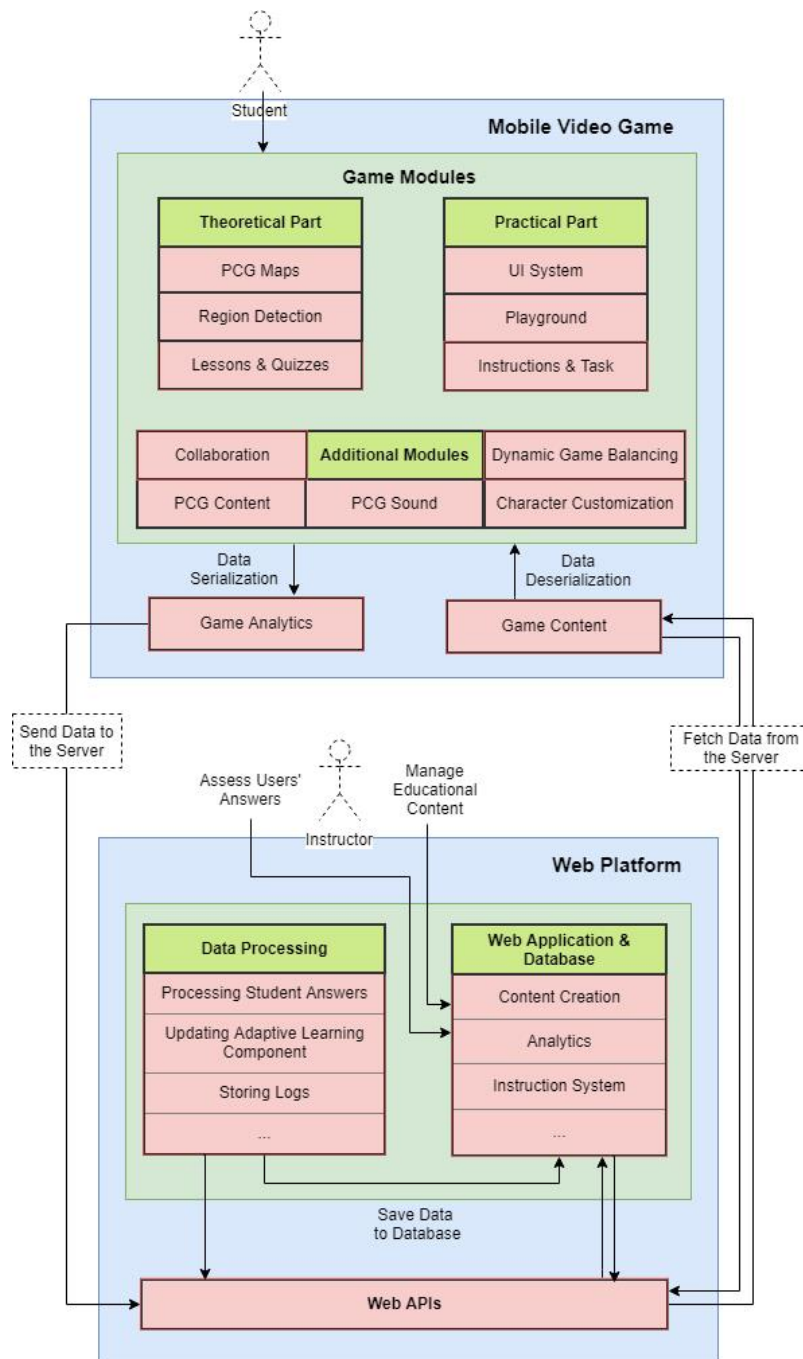 Student
Mobile Video Game
Game Modules
Theoretical Part
PCG Maps
Region Detection
Lessons & Quizzes
Practical Part
UI System
Playground
Instructions & Task
Collaboration
Additional Modules
Dynamic Game Balancing
PCG Content
PCG Sound
Character Customization
Data
Serialization
Data
Deserialization
Game Analytics
Game Content
Send Data to
the Server
Fetch Data from
the Server
Assess Users'
Answers
Instructor
Manage
Educational
Content
Web Platform
Data Processing
Processing Student Answers
Updating Adaptive Learning
Component
Storing Logs
...
Web Application &
Database
Content Creation
Analytics
Instruction System
...
Save Data
to Database
Web APIs